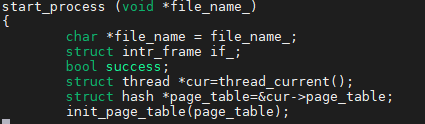 start_process (void *file_name_)
{
        char *file_name = file_name_;
        struct intr_frame if_;
        bool success;
        struct thread *cur=thread_current();
        struct hash *page_table=&cur->page_table;
        init_page_table(page_table);